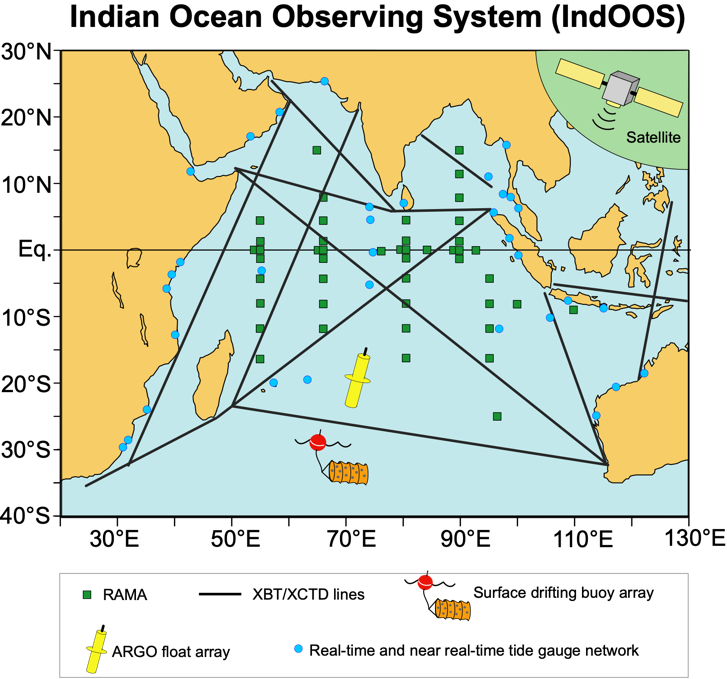 Indian Ocean Observing System (IndOOS)
30°N
20°N
10°N
Eq.
10°S
20°S
30°S
40°S
Satellite
30°E 50°E 70°E 90°E 110°E 130°E
RAMA
XBT/XCTD lines
Surface drifting buoy array
ARGO float array
Real-time and near real-time tide gauge network